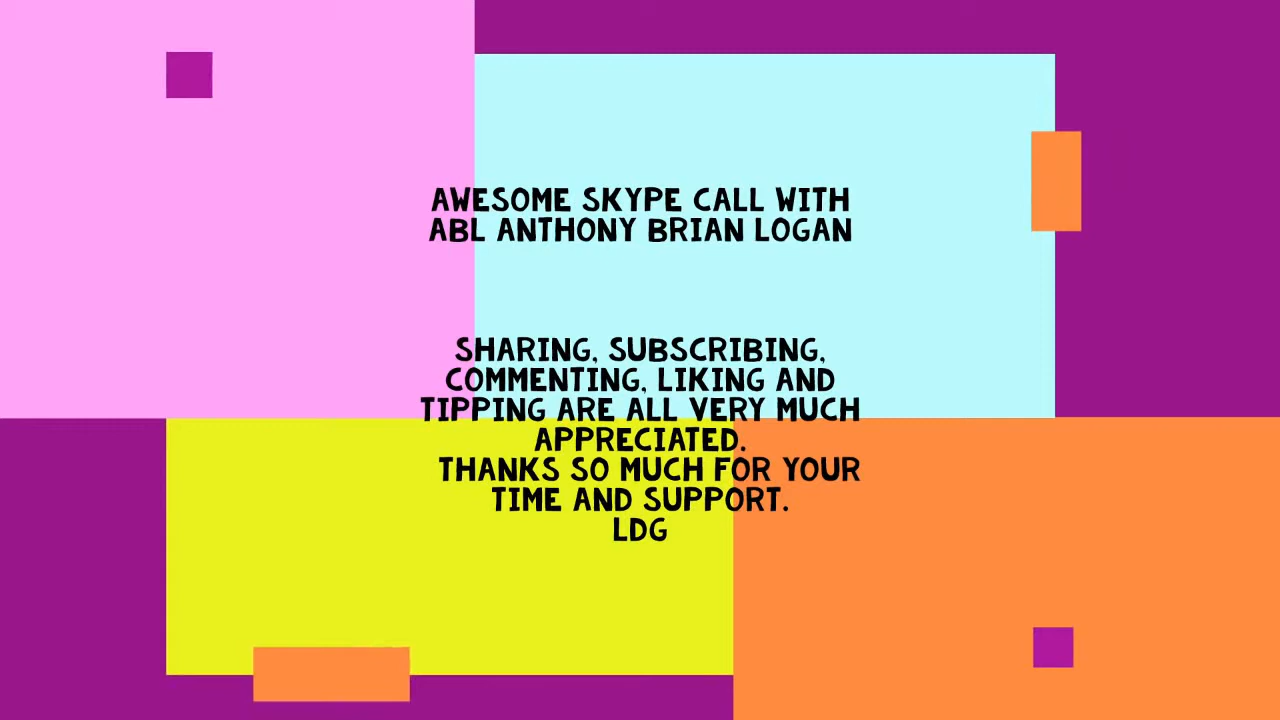 AWESOME SKYPE CALL WITH
ABL ANTHONY BRIAN LOGAN
SHARING, SUBSCRIBING,
COMMENTING, LIKING AND
TIPPING ARE ALL VERY MUCH
APPRECIATED.
THANKS SO MUCH FOR YOUR
TIME AND SUPPORT.
LDG